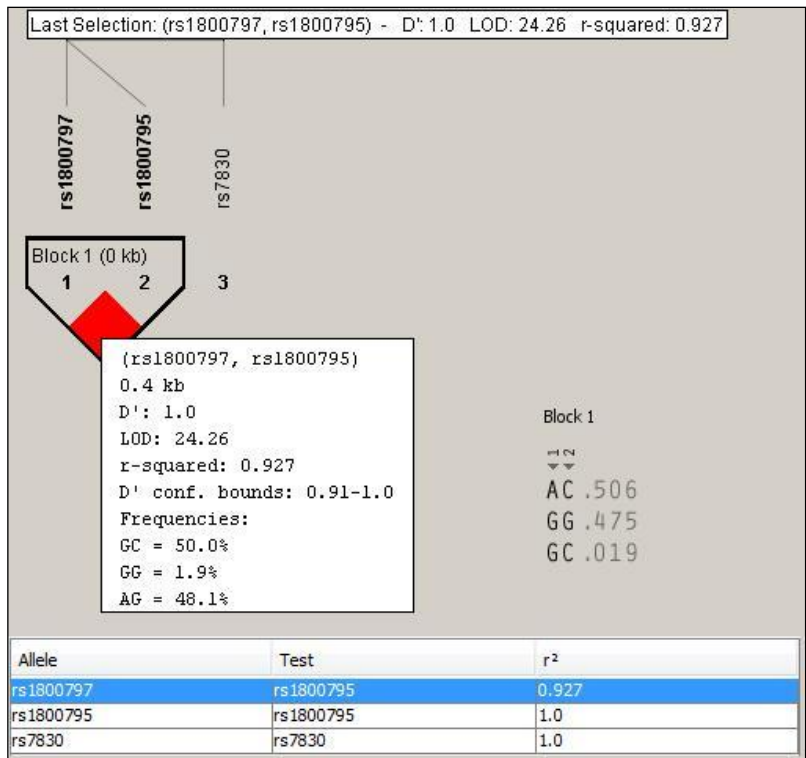 Last Selection: (rs1800797, rs1800795) - D': 1.0 LOD: 24.26 r-squared: 0.927
rs1800797 rs1800795 rs7830
Block 1 (0 kb)
1 2 3
(rs1800797, rs1800795)
0.4 kb
D': 1.0
LOD: 24.26
r-squared: 0.927
D' conf. bounds: 0.91-1.0
Frequencies:
GC = 50.0%
GG = 1.9%
AG = 48.1%
Block 1
1 2
AC .506
GG .475
GC .019
Allele Test r²
rs1800797 rs1800795 0.927
rs1800795 rs1800795 1.0
rs7830 rs7830 1.0